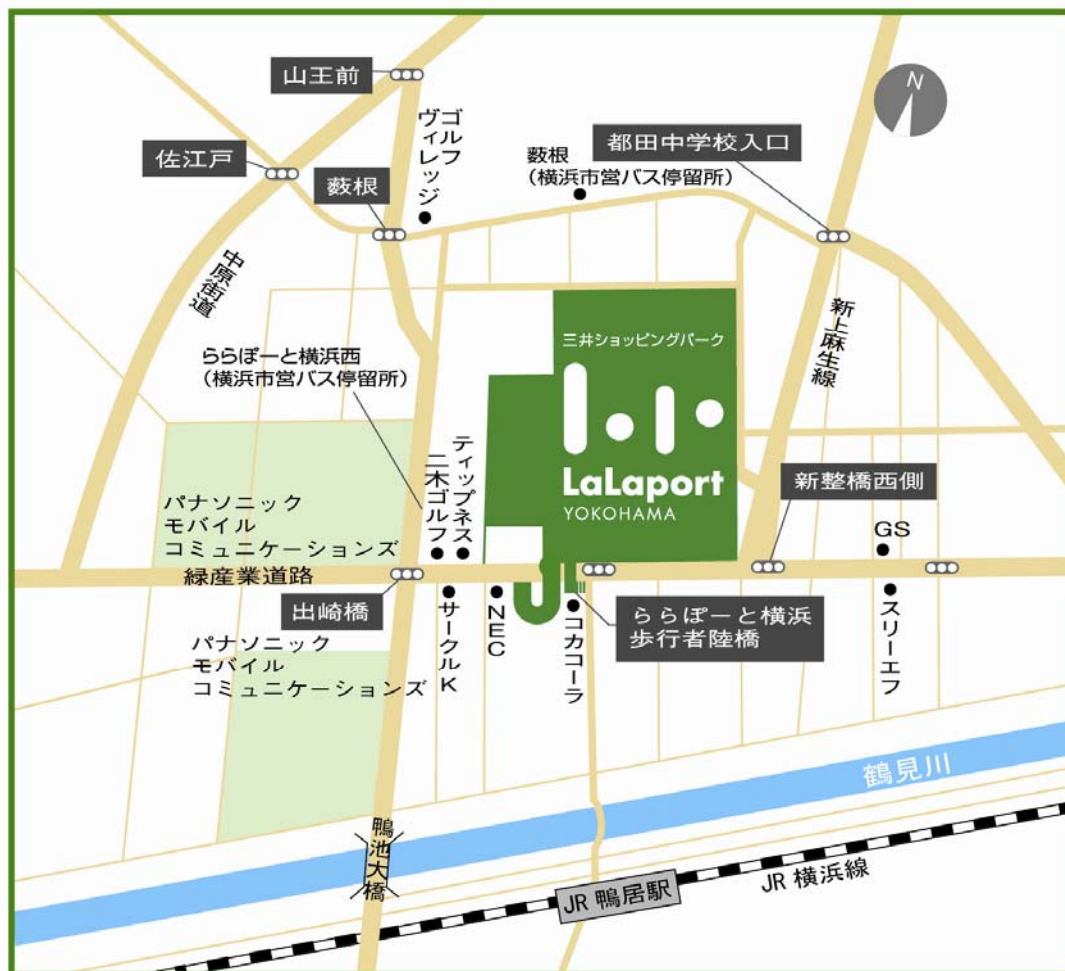 山王前
N
佐江戸
ゴルフ
ヴィレッジ
都田中学校入口
藪根
藪根
（横浜市営バス停留所）
中原街道
三井ショッピングパーク
LaLaport
YOKOHAMA
新上麻生線
ららぽーと横浜西
（横浜市営バス停留所）
ティップネス
二木ゴルフ
新整橋西側
パナソニック
モバイル
コミュニケーションズ
GS
緑産業道路
出崎橋
サークルK
NEC
コカコーラ
ららぽーと横浜
歩行者陸橋
スリーエフ
パナソニック
モバイル
コミュニケーションズ
鶴見川
鴨池大橋
JR 鴨居駅
JR 横浜線